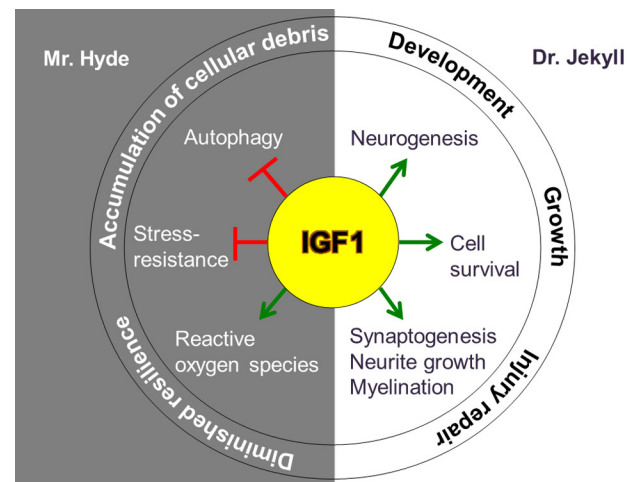 Mr. Hyde
Dr. Jekyll
Accumulation of cellular debris
Development
Autophagy
Neurogenesis
Growth
Stress-
resistance
IGF1
Cell
survival
Reactive
oxygen species
Synaptogenesis
Neurite growth
Myelination
Diminished resilience
Injury repair